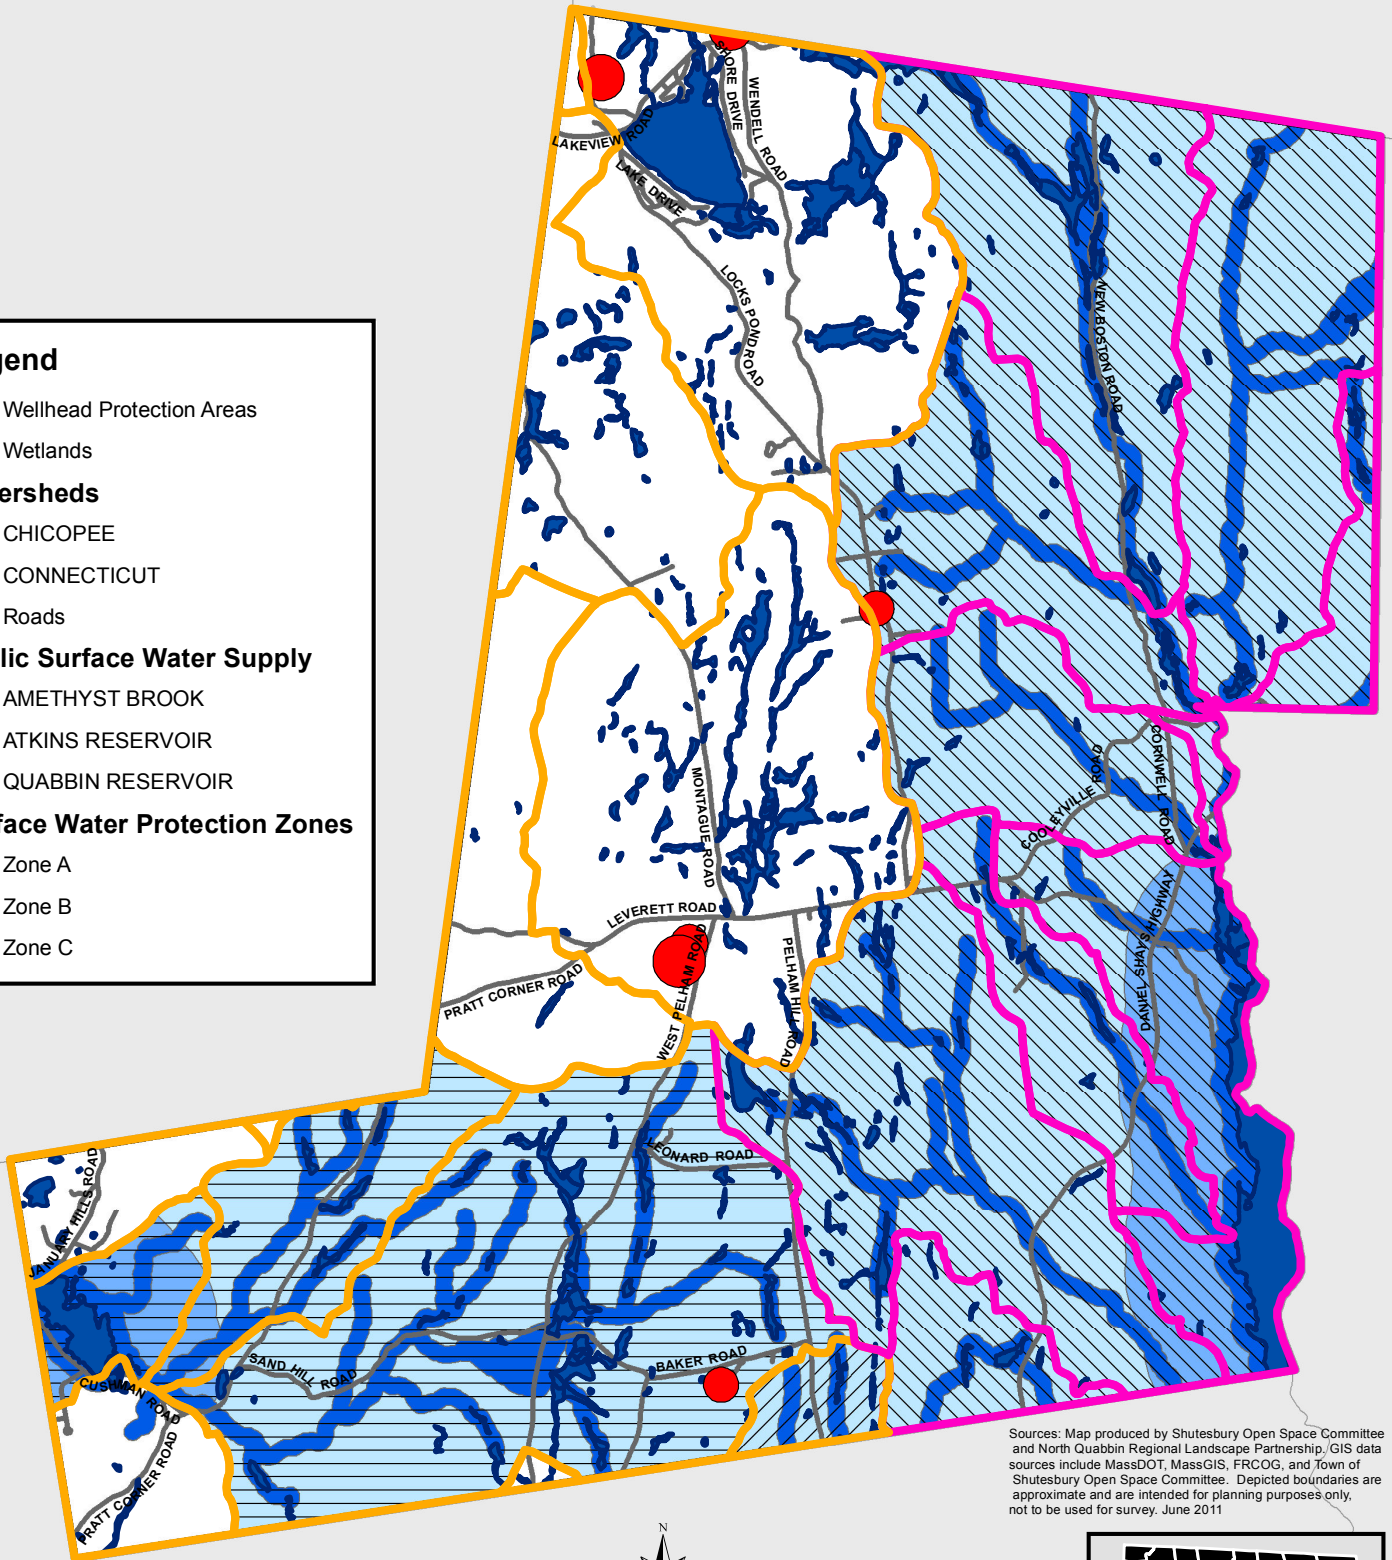 gend
Wellhead Protection Areas
Wetlands
ersheds
CHICOPEE
CONNECTICUT
Roads
lic Surface Water Supply
AMETHYST BROOK
ATKINS RESERVOIR
QUABBIN RESERVOIR
face Water Protection Zones
Zone A
Zone B
Zone C
SHORE DRIVE
WENDELL ROAD
LAKEVIEW ROAD
LAKE DRIVE
LOCKS POND ROAD
NEW BOSTON ROAD
MONTAGUE ROAD
COOLEYVILLE ROAD
CORNWELL ROAD
LEVERETT ROAD
DANIEL SHAYS HIGHWAY
PRATT CORNER ROAD
WEST PELHAM ROAD
PELHAM HILL ROAD
LEONARD ROAD
JANUARY HILLS ROAD
SAND HILL ROAD
BAKER ROAD
CUSHMAN ROAD
PRATT CORNER ROAD
Sources: Map produced by Shutesbury Open Space Committee
and North Quabbin Regional Landscape Partnership. GIS data
sources include MassDOT, MassGIS, FRCOG, and Town of
Shutesbury Open Space Committee. Depicted boundaries are
approximate and are intended for planning purposes only,
not to be used for survey. June 2011
N